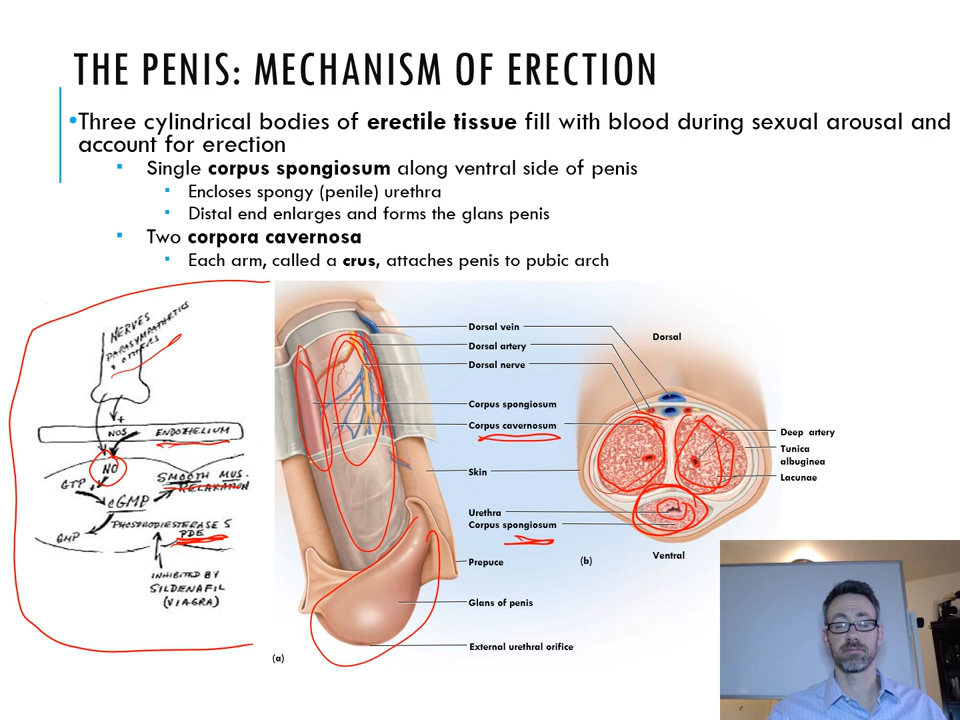 THE PENIS: MECHANISM OF ERECTION
•Three cylindrical bodies of erectile tissue fill with blood during sexual arousal and
account for erection
▪ Single corpus spongiosum along ventral side of penis
▪ Encloses spongy (penile) urethra
▪ Distal end enlarges and forms the glans penis
▪ Two corpora cavernosa
▪ Each arm, called a crus, attaches penis to pubic arch
NERVES
PARASYMPATHETICS
+ OTHERS
+
NOS
ENDOTHELIUM
NO
GTP
SMOOTH MUS.
RELAXATION
cGMP
PHOSPHODIESTERASE 5
PDE
GMP
INHIBITED BY
SILDENAFIL
(VIAGRA)
Dorsal vein
Dorsal artery
Dorsal nerve
Corpus spongiosum
Corpus cavernosum
Skin
Urethra
Corpus spongiosum
Prepuce
Glans of penis
External urethral orifice
(a)
Dorsal
Deep artery
Tunica
albuginea
Lacunae
Ventral
(b)